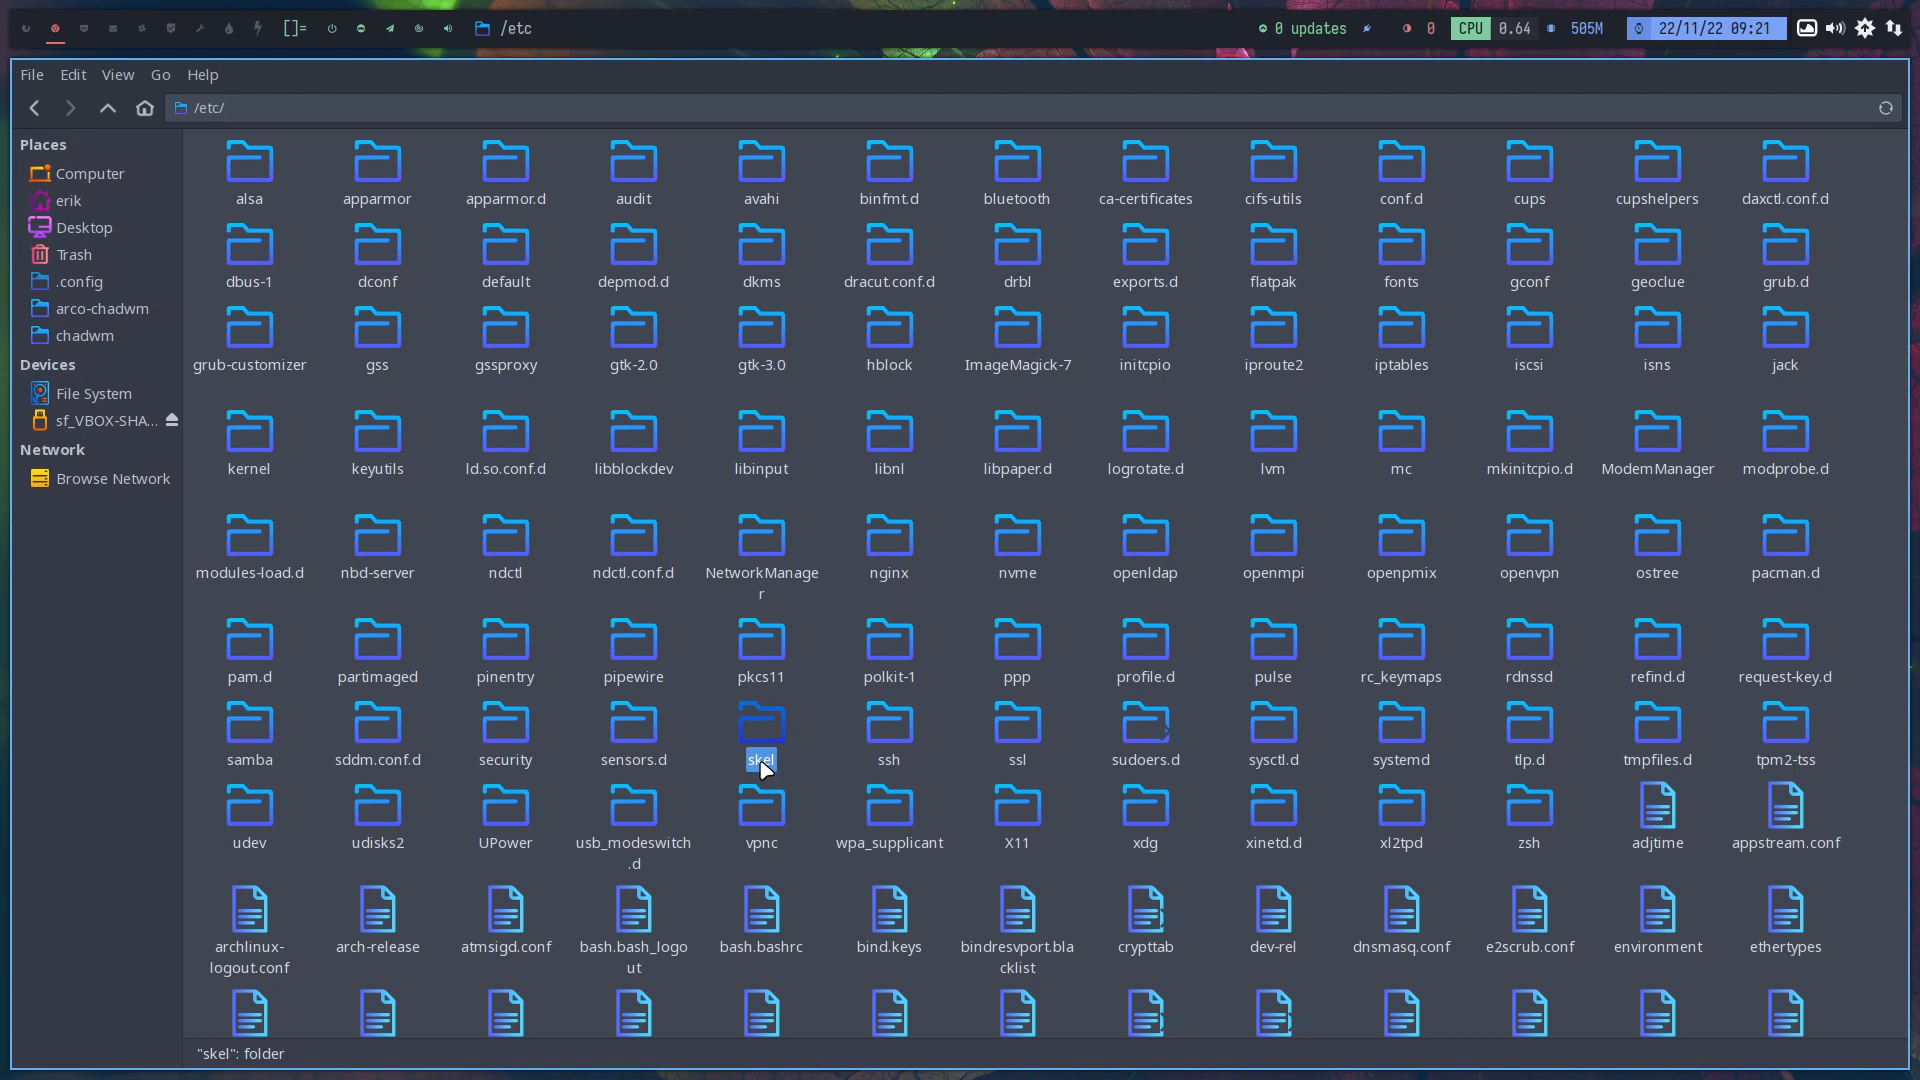 []= /etc 0 updates 0 CPU 0.64 505M 22/11/22 09:21
File Edit View Go Help
/etc/
Places
Computer
erik
Desktop
Trash
.config
arco-chadwm
chadwm
Devices
File System
sf_VBOX-SHA...
Network
Browse Network
alsa apparmor apparmor.d audit avahi binfmt.d bluetooth ca-certificates cifs-utils conf.d cups cupshelpers daxctl.conf.d
dbus-1 dconf default depmod.d dkms dracut.conf.d drbl exports.d flatpak fonts gconf geoclue grub.d
grub-customizer gss gssproxy gtk-2.0 gtk-3.0 hblock ImageMagick-7 initcpio iproute2 iptables iscsi isns jack
kernel keyutils ld.so.conf.d libblockdev libinput libnl libpaper.d logrotate.d lvm mc mkinitcpio.d ModemManager modprobe.d
modules-load.d nbd-server ndctl ndctl.conf.d NetworkManage nginx nvme openldap openmpi openpmix openvpn ostree pacman.d
r
pam.d partimaged pinentry pipewire pkcs11 polkit-1 ppp profile.d pulse rc_keymaps rdnssd refind.d request-key.d
samba sddm.conf.d security sensors.d skel ssh ssl sudoers.d sysctl.d systemd tlp.d tmpfiles.d tpm2-tss
udev udisks2 UPower usb_modeswitch vpnc wpa_supplicant X11 xdg xinetd.d xl2tpd zsh adjtime appstream.conf
.d
archlinux- arch-release atmsigd.conf bash.bash_logo bash.bashrc bind.keys bindresvport.bla crypttab dev-rel dnsmasq.conf e2scrub.conf environment ethertypes
logout.conf ut cklist
"skel": folder